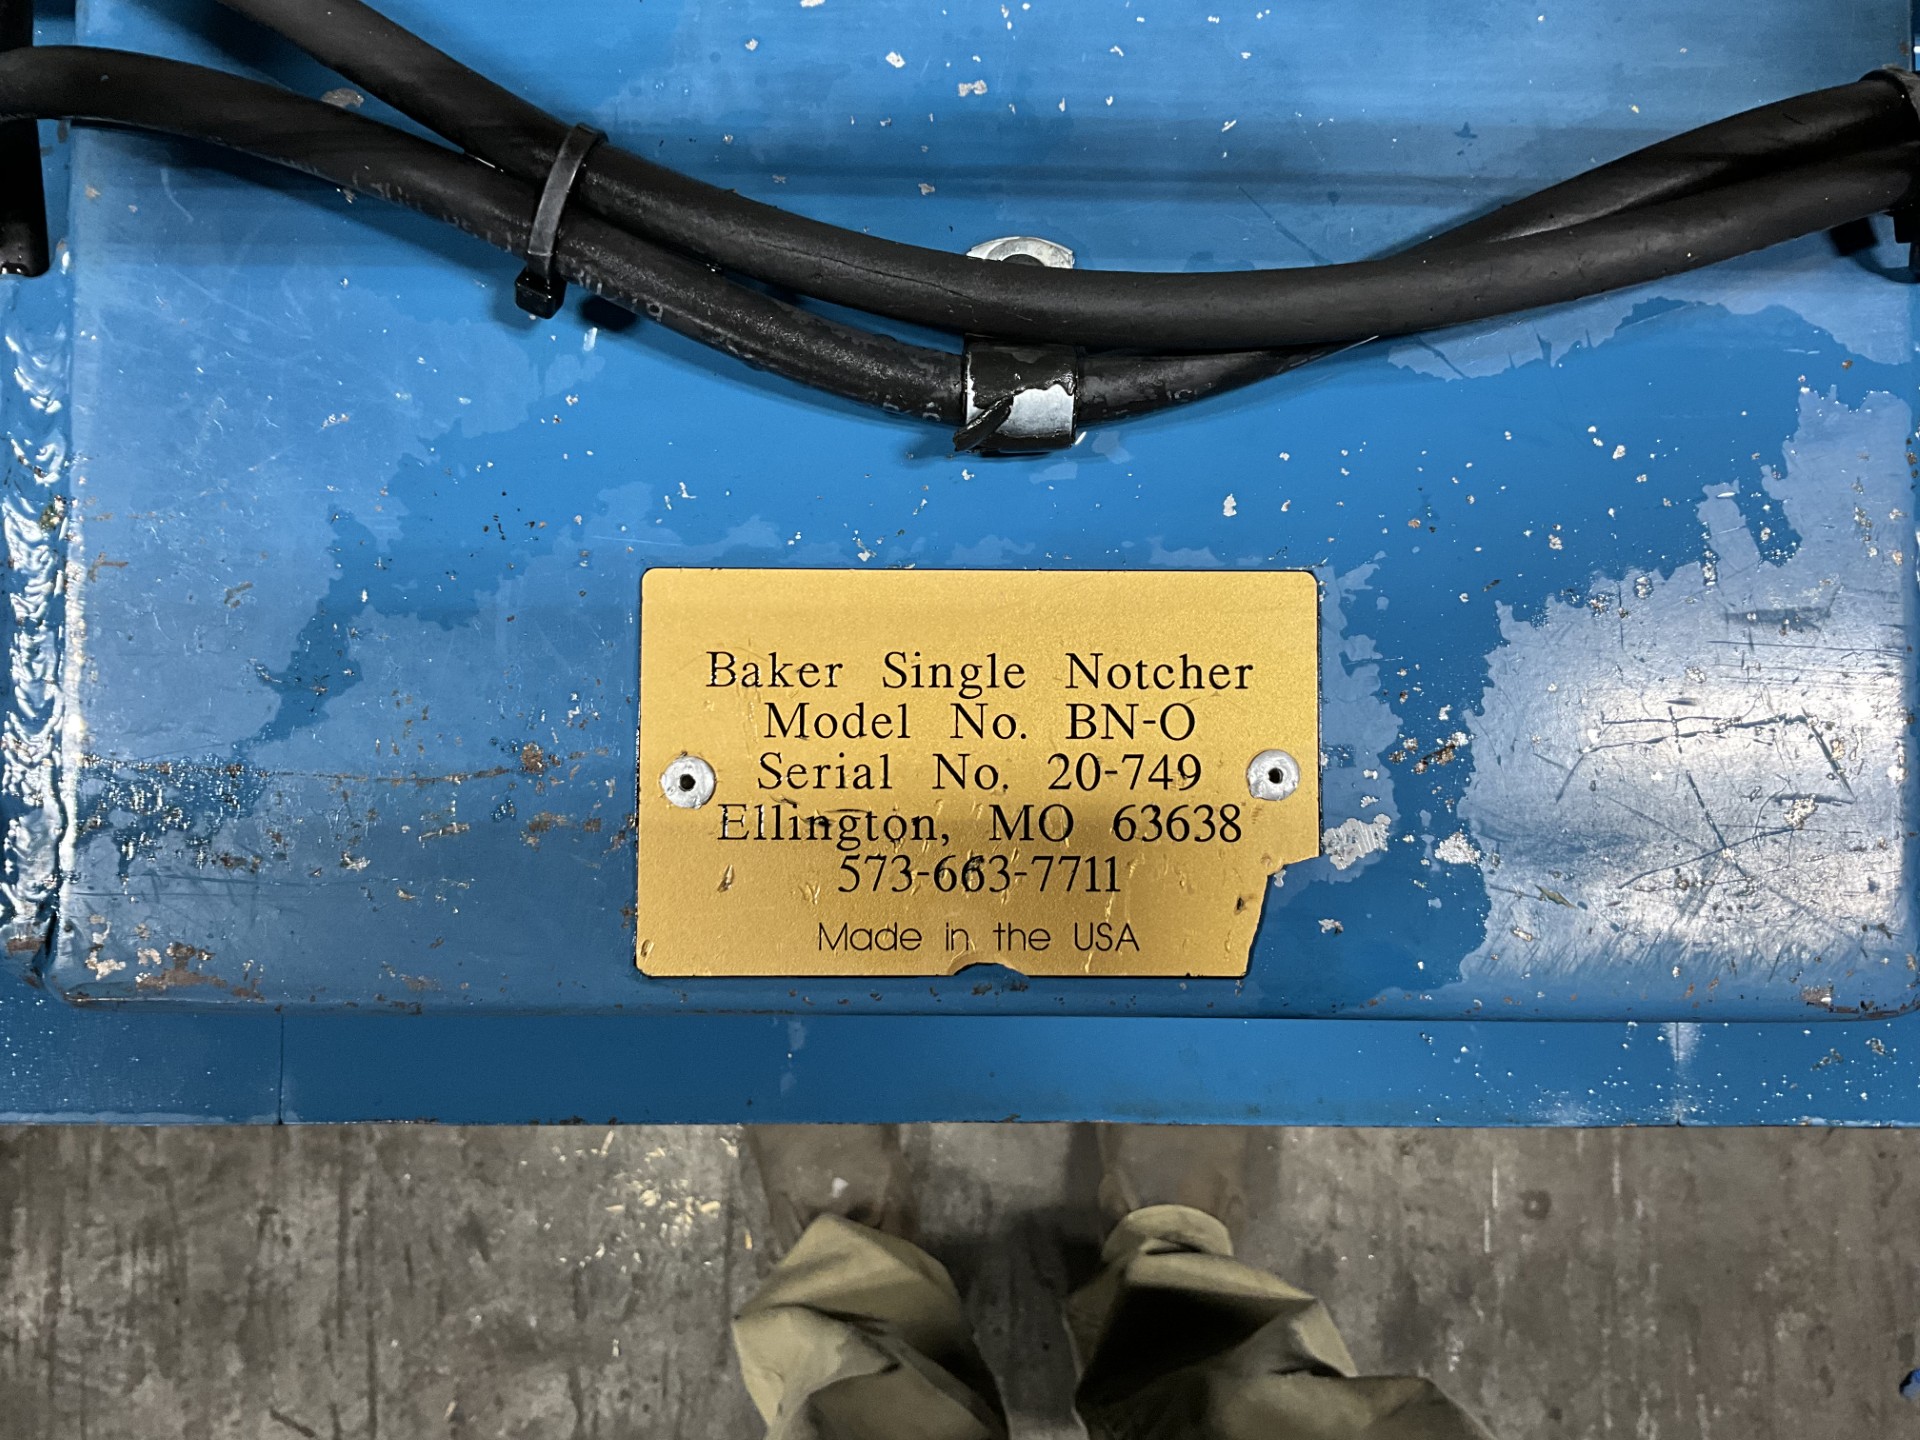 Baker Single Notcher
Model No. BN-O
Serial No. 20-749
Ellington, MO 63638
573-663-7711
Made in the USA